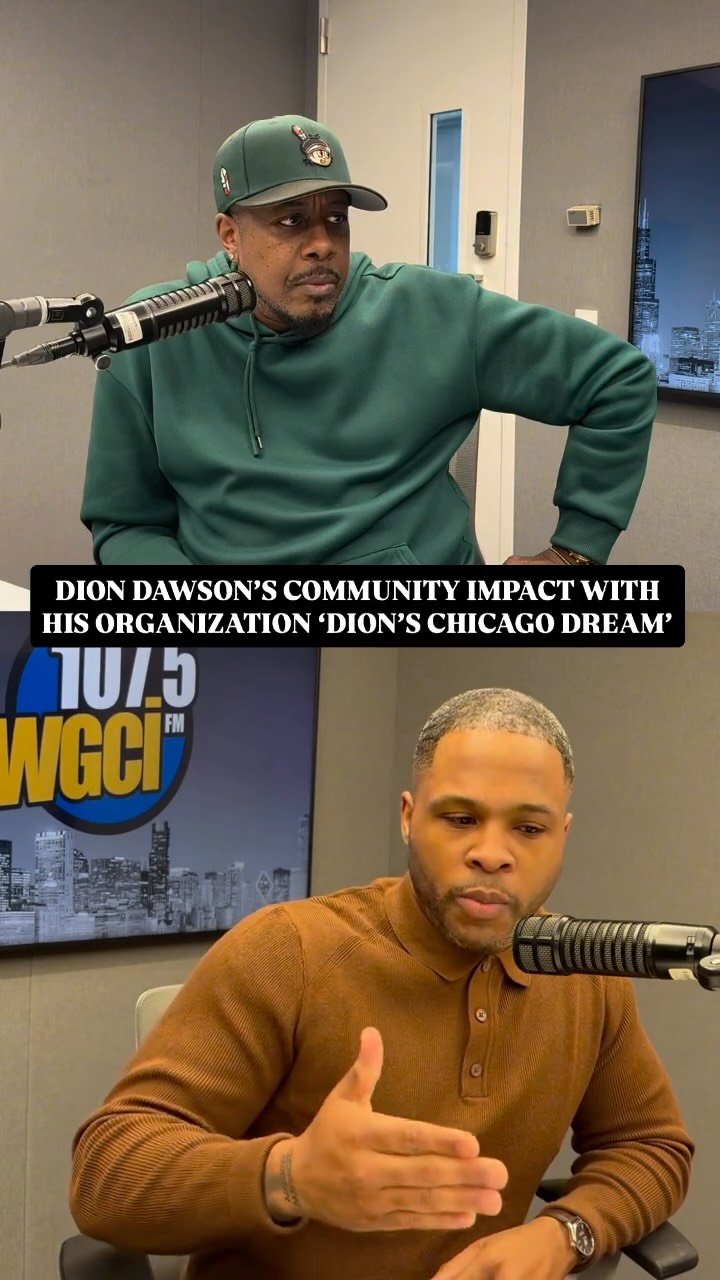 DION DAWSON’S COMMUNITY IMPACT WITH
HIS ORGANIZATION ‘DION’S CHICAGO DREAM’
107.5
WGCI FM